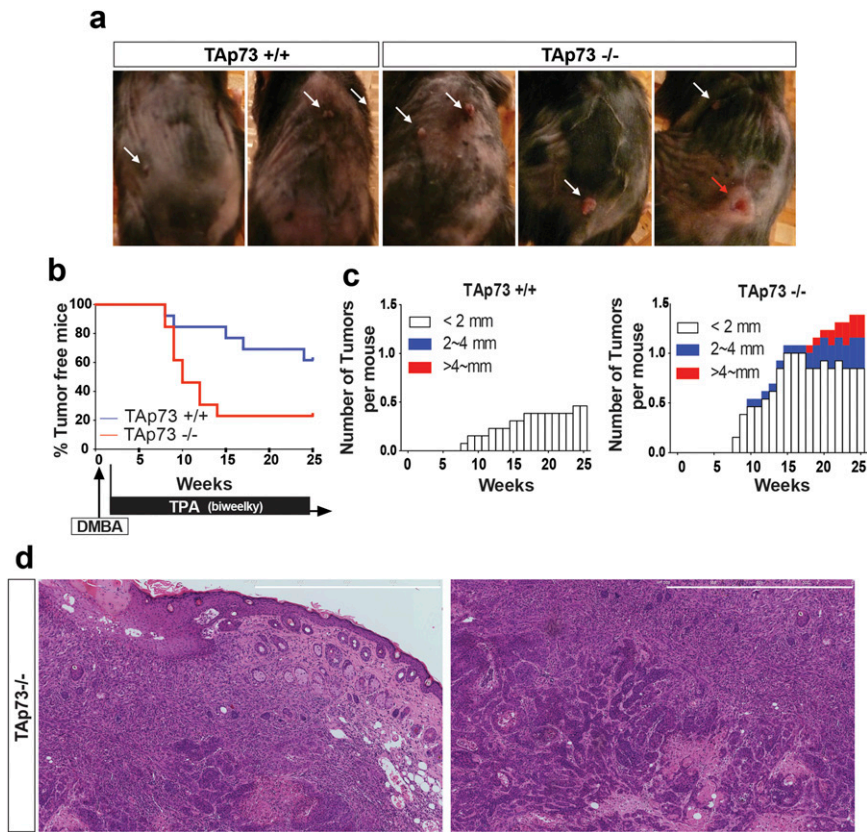 a
TAp73 +/+
TAp73 -/-
b
% Tumor free mice
100
80
60
40
20
0
TAp73 +/+
TAp73 -/-
0 5 10 15 20 25
Weeks
TPA (biweelky)
DMBA
c
TAp73 +/+
Number of Tumors
per mouse
1.5
1.0
0.5
0.0
< 2 mm
2~4 mm
>4~mm
0 5 10 15 20 25
Weeks
TAp73 -/-
Number of Tumors
per mouse
1.5
1.0
0.5
0.0
< 2 mm
2~4 mm
>4~mm
0 5 10 15 20 25
Weeks
d
TAp73-/-